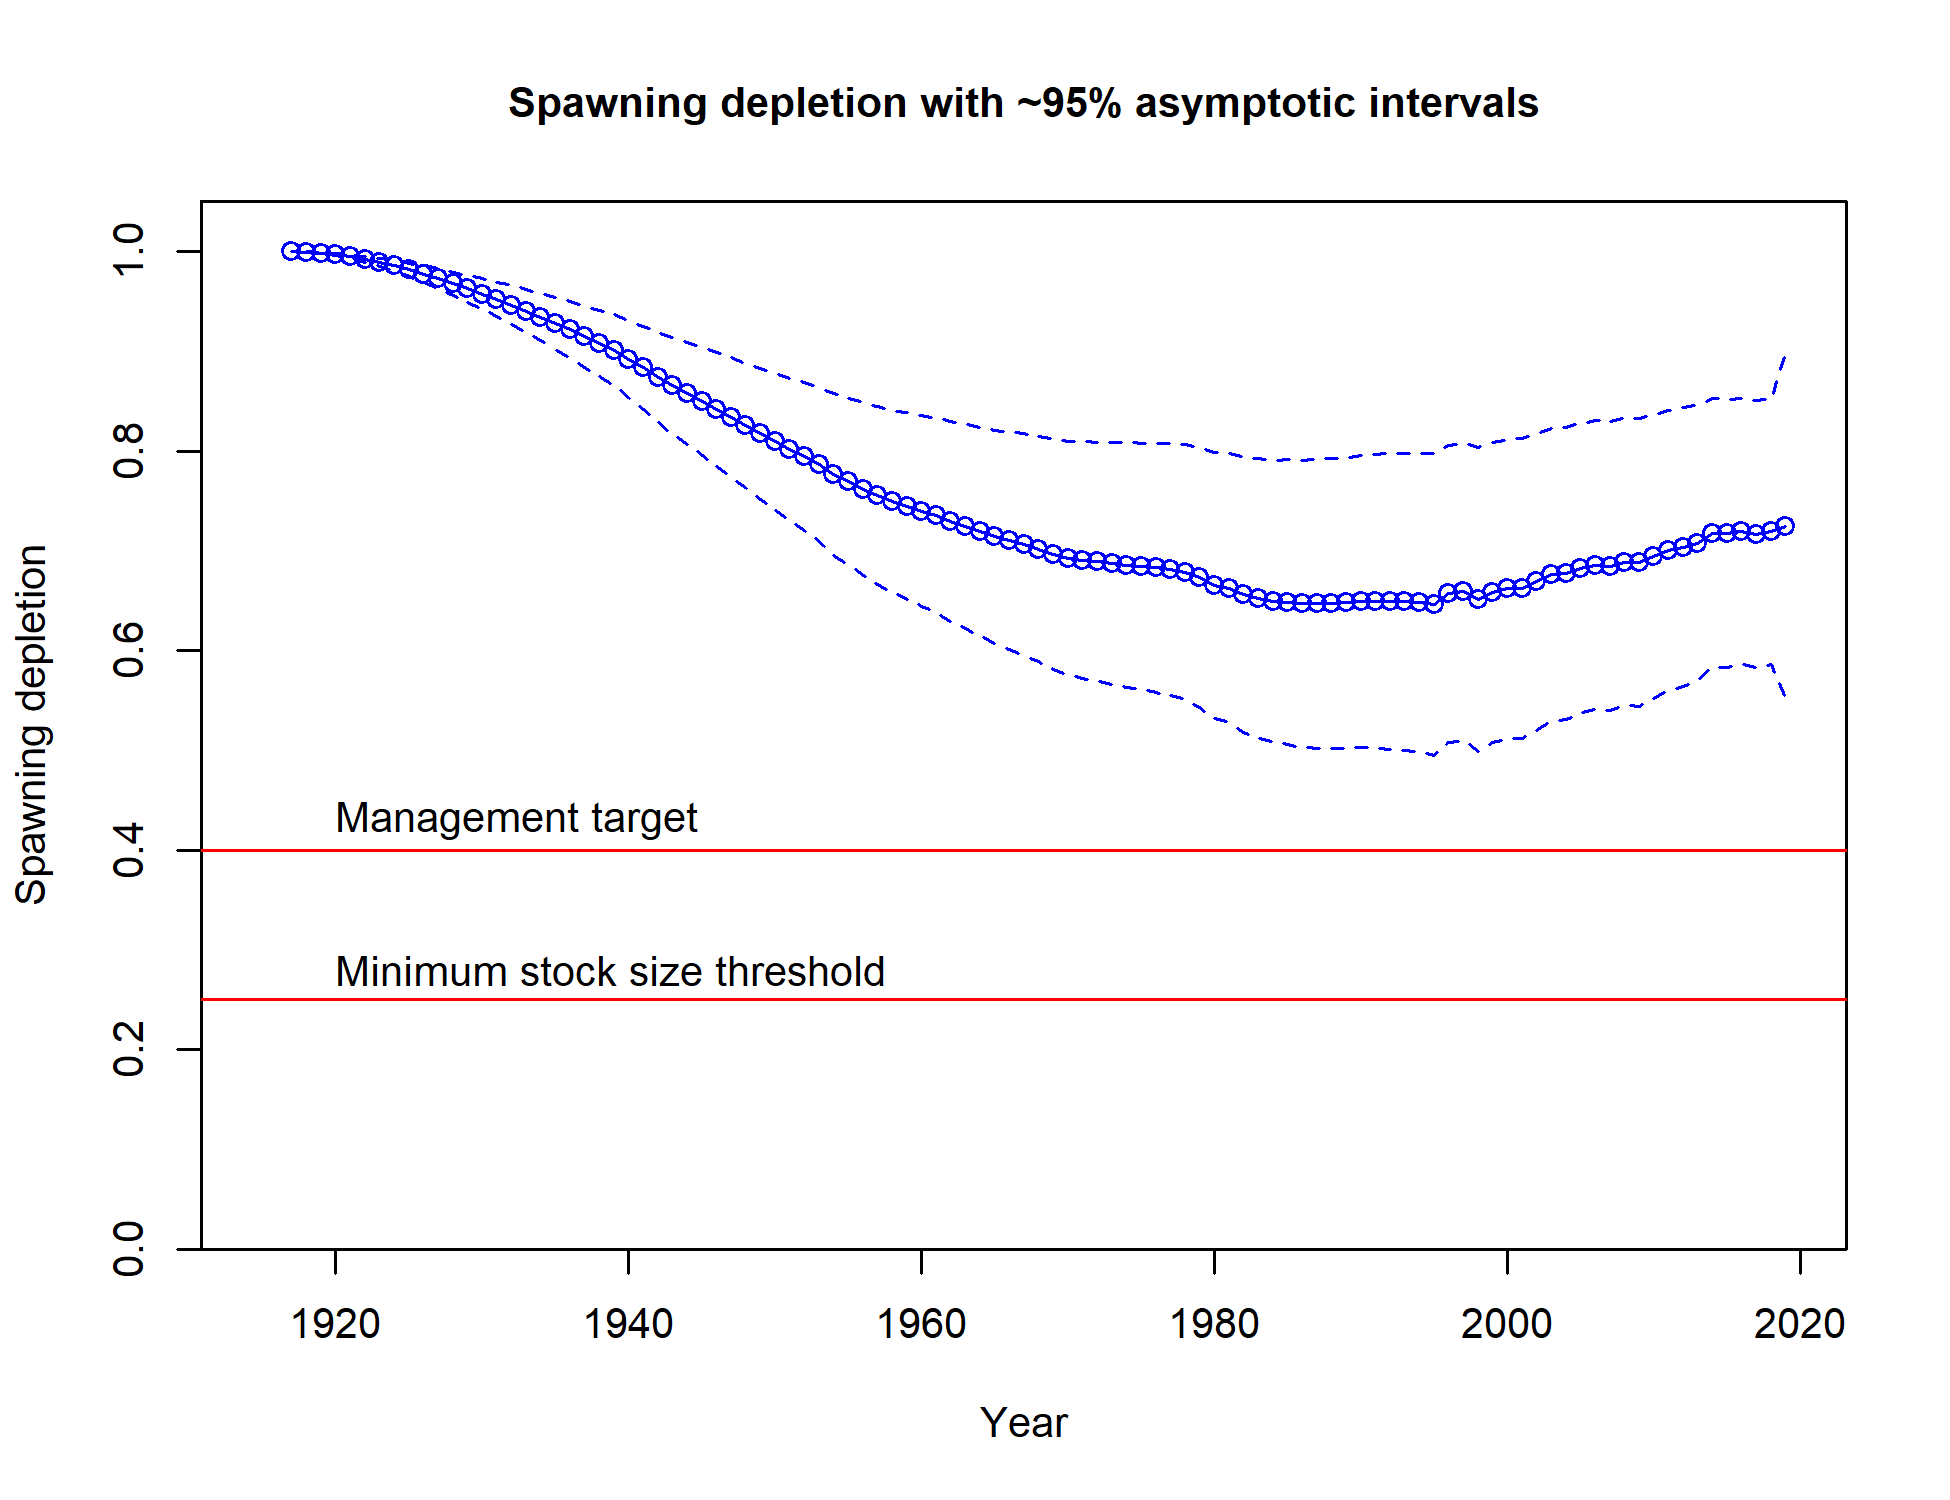 Spawning depletion with ~95% asymptotic intervals
Spawning depletion
1.0
0.8
0.6
0.4
0.2
0.0
Management target
Minimum stock size threshold
1920
1940
1960
1980
2000
2020
Year